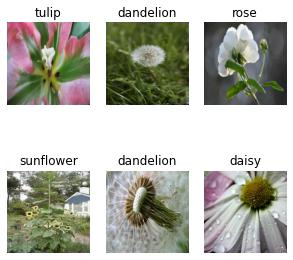 tulip
dandelion
rose
sunflower
dandelion
daisy